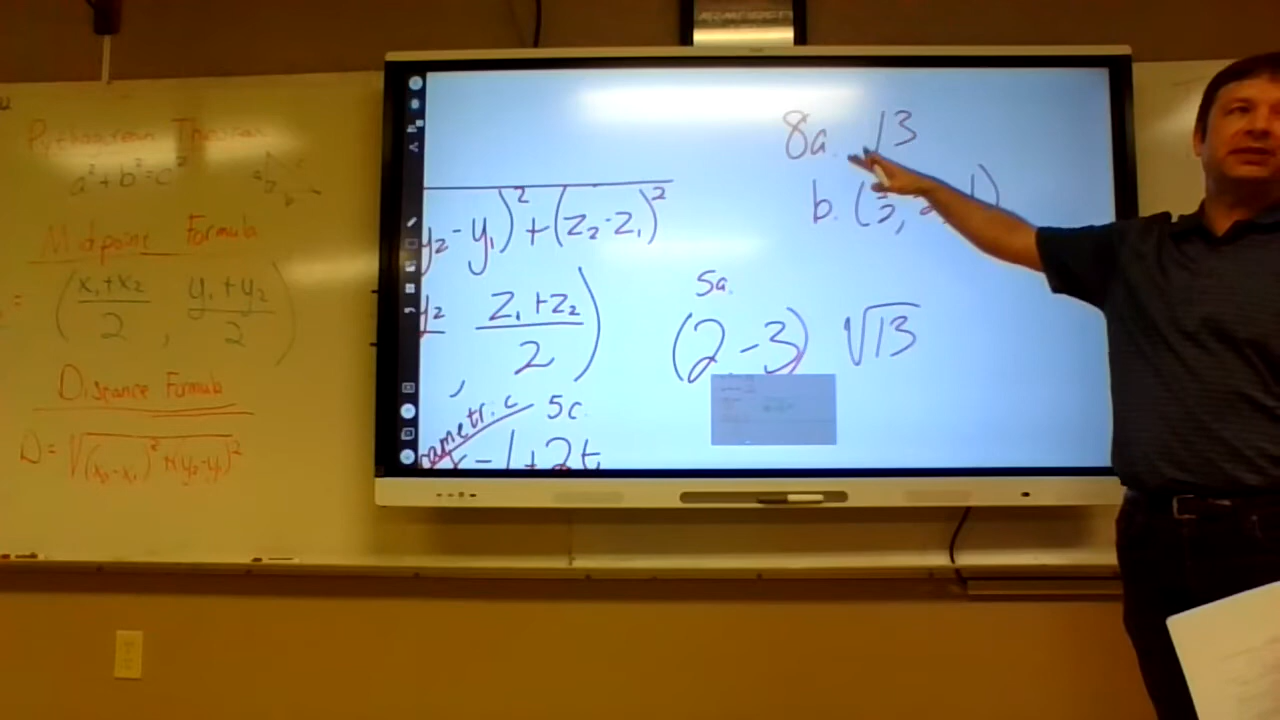 Pythagorean Theorem
a²+b²=c²
Midpoint Formula
= (x₁+x₂/2, y₁+y₂/2)
Distance Formula
D=√(x₂-x₁)²+(y₂-y₁)²
y₂-y₁)²+(z₂-z₁)²
y₂, z₁+z₂/2)
ametric 5c.
-1+2t
8a. 13
b. (
5a.
(2,-3) √13